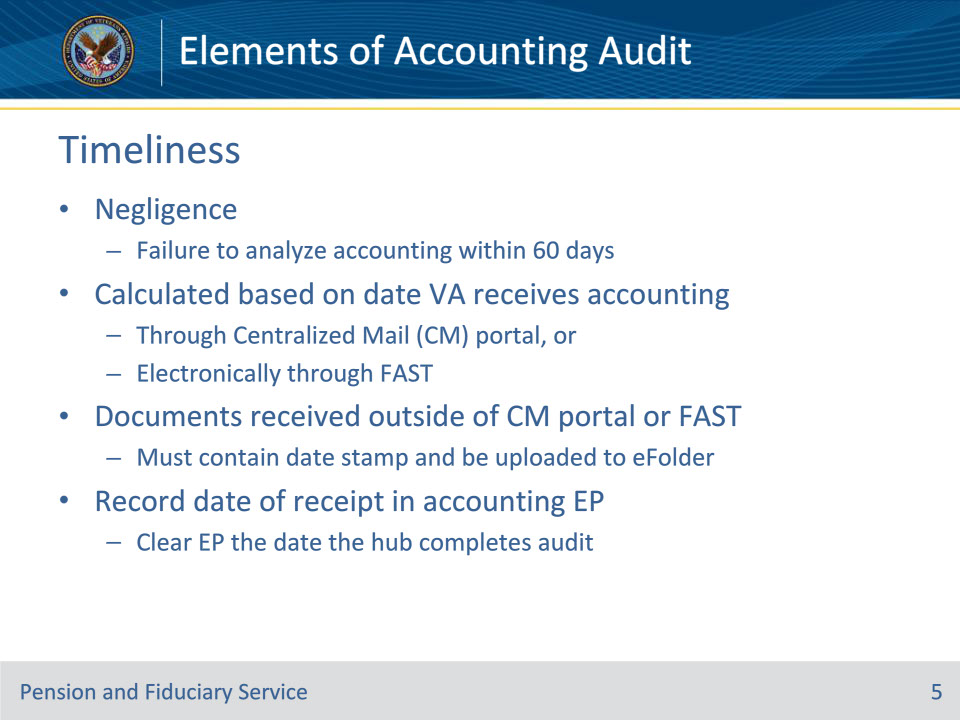 Elements of Accounting Audit
Timeliness
• Negligence
– Failure to analyze accounting within 60 days
• Calculated based on date VA receives accounting
– Through Centralized Mail (CM) portal, or
– Electronically through FAST
• Documents received outside of CM portal or FAST
– Must contain date stamp and be uploaded to eFolder
• Record date of receipt in accounting EP
– Clear EP the date the hub completes audit
Pension and Fiduciary Service
5